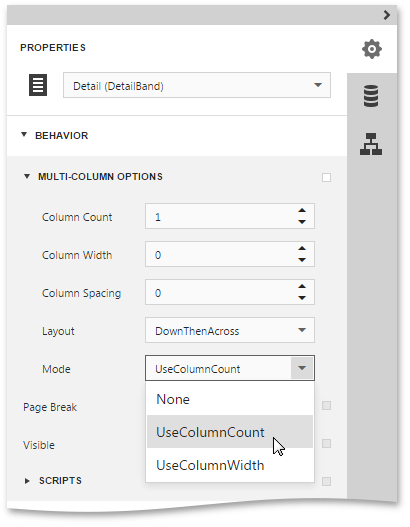 PROPERTIES
Detail (DetailBand)
BEHAVIOR
MULTI-COLUMN OPTIONS
Column Count 1
Column Width 0
Column Spacing 0
Layout DownThenAcross
Mode UseColumnCount
None
Page Break
UseColumnCount
Visible
UseColumnWidth
SCRIPTS